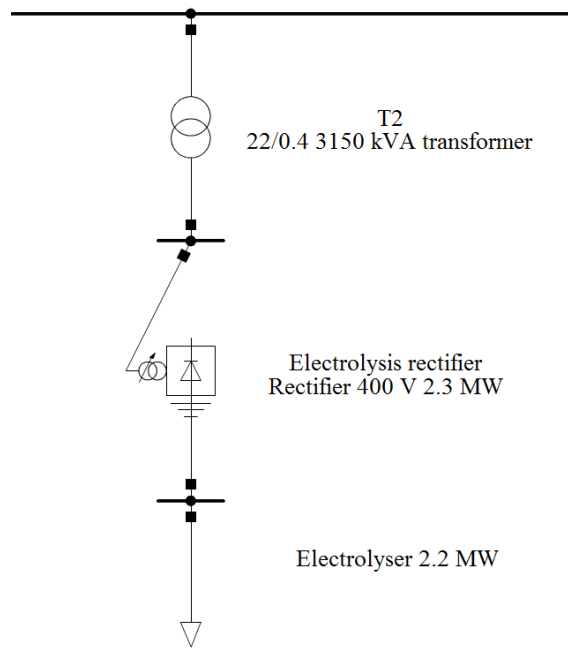 T2
22/0.4 3150 kVA transformer
Electrolysis rectifier
Rectifier 400 V 2.3 MW
Electrolyser 2.2 MW